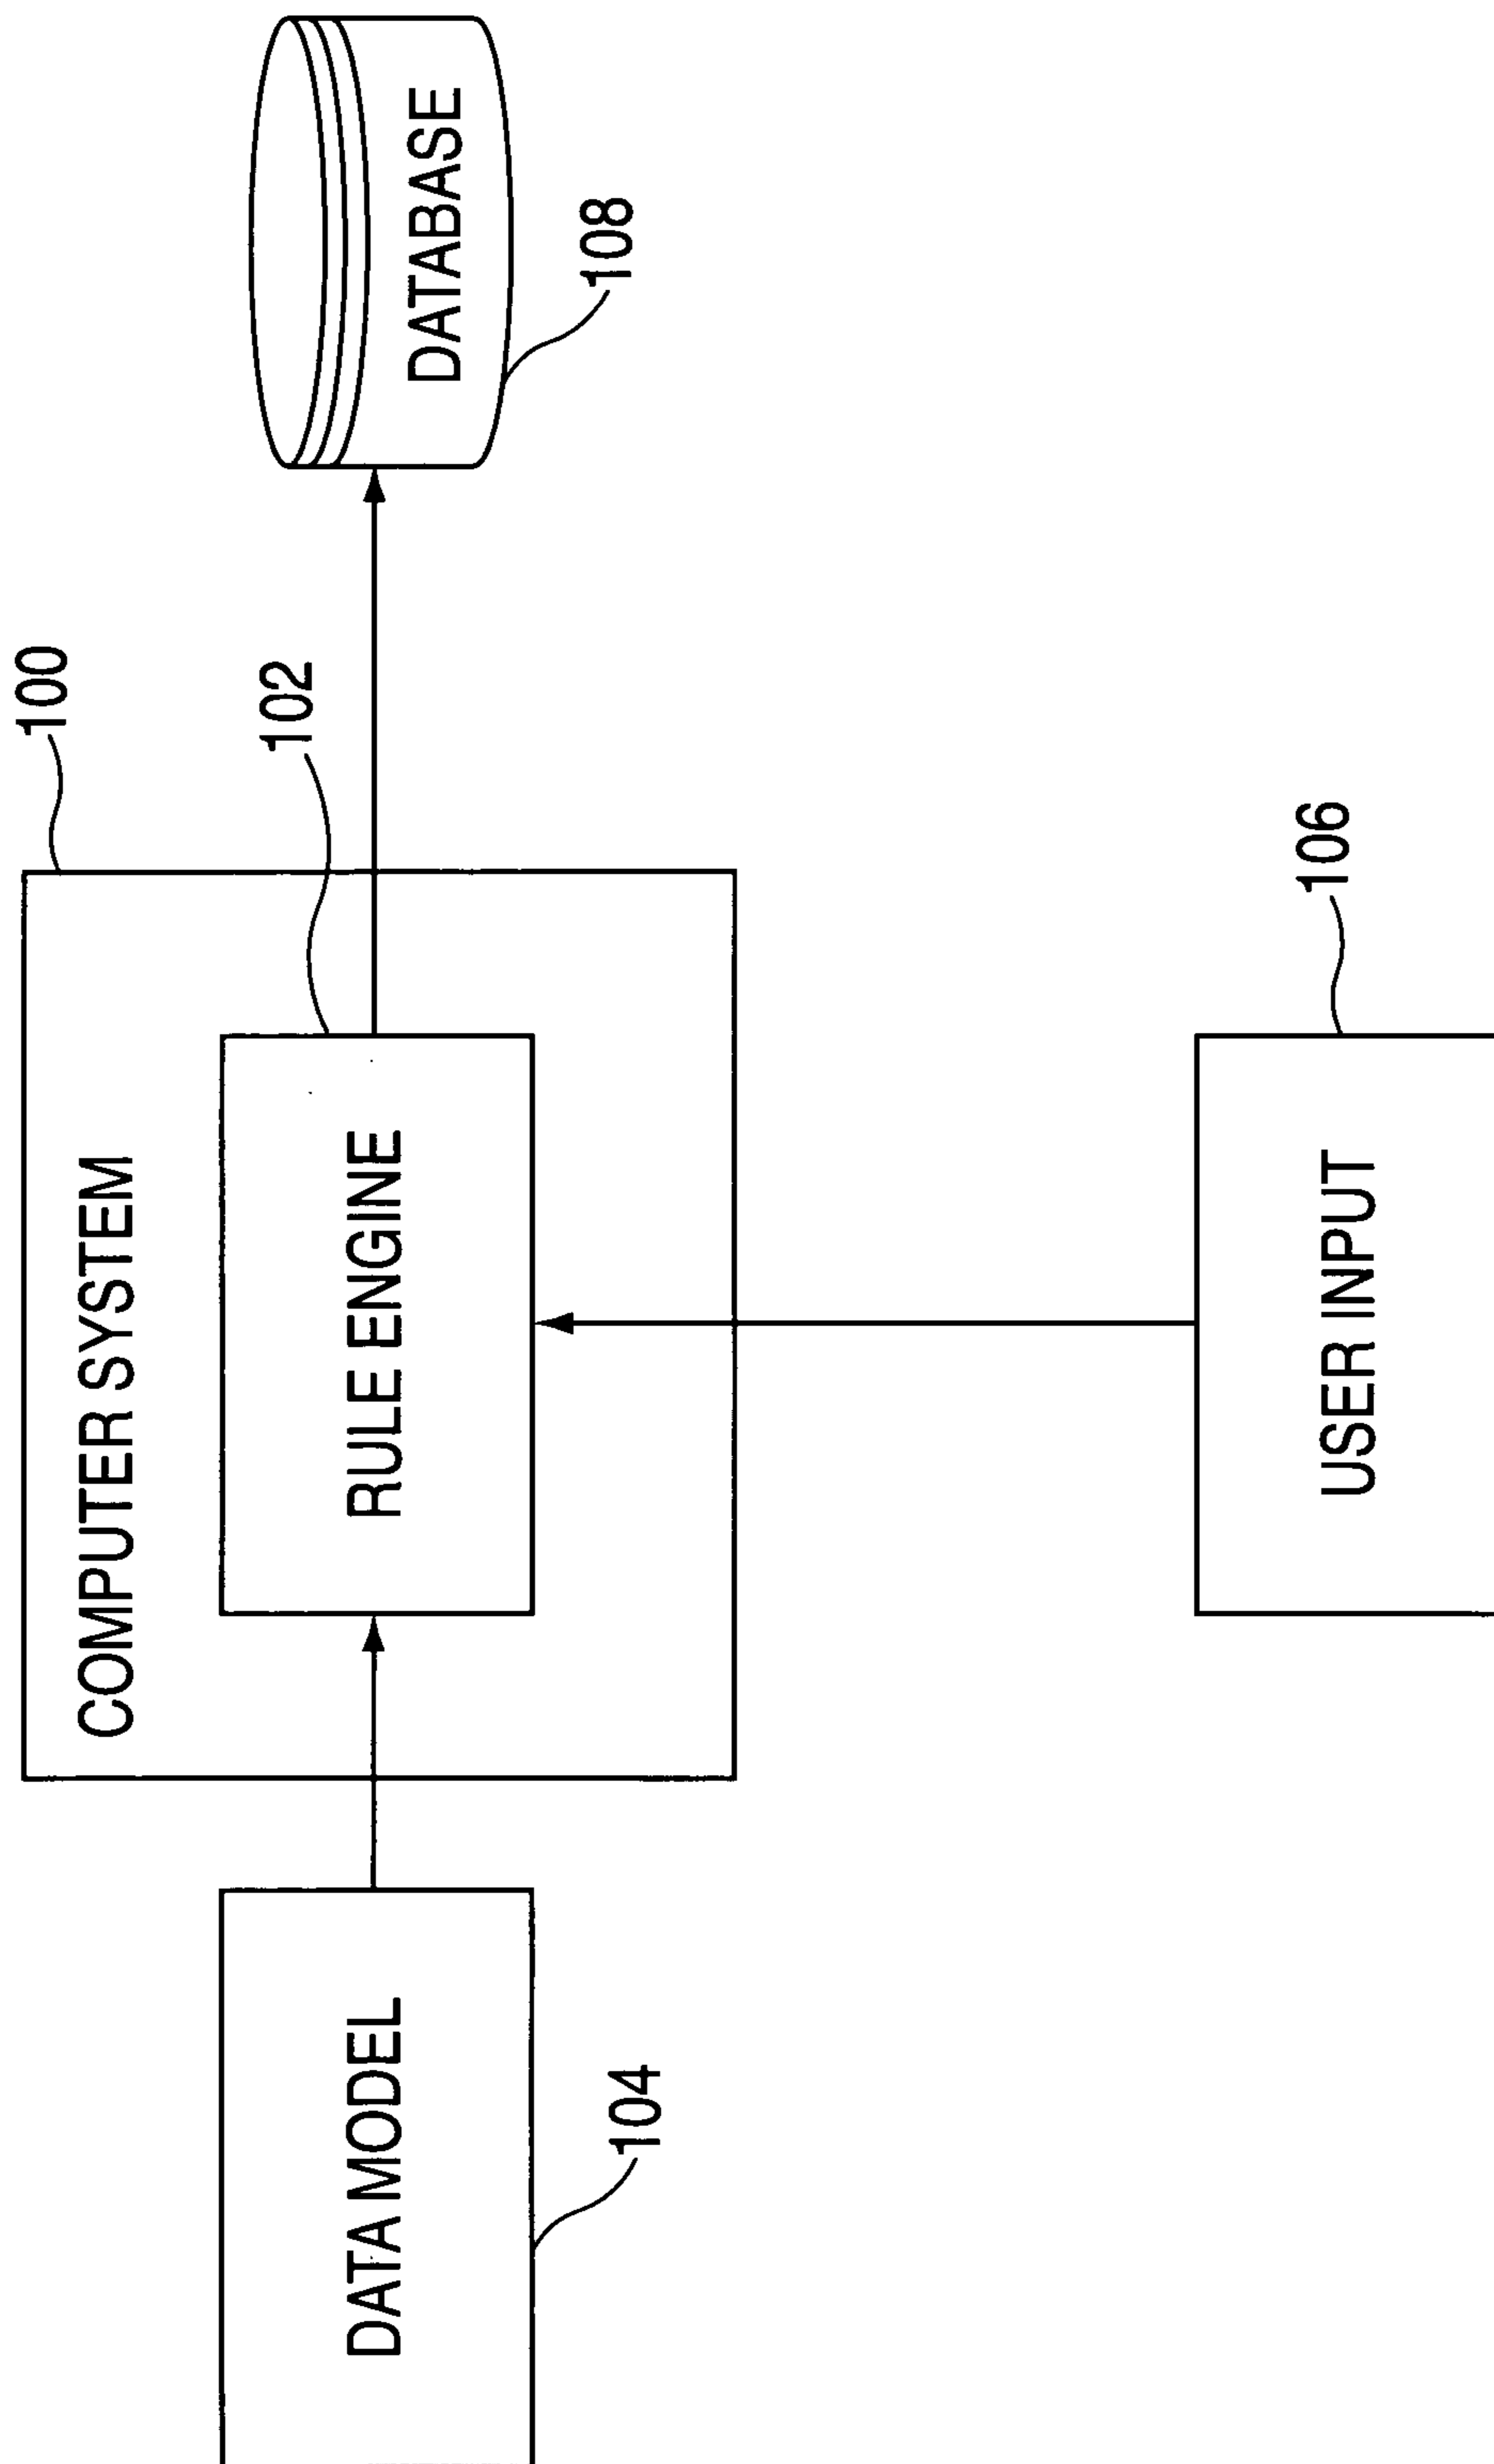 100
COMPUTER SYSTEM
102
DATA MODEL
RULE ENGINE
DATABASE
104
108
106
USER INPUT